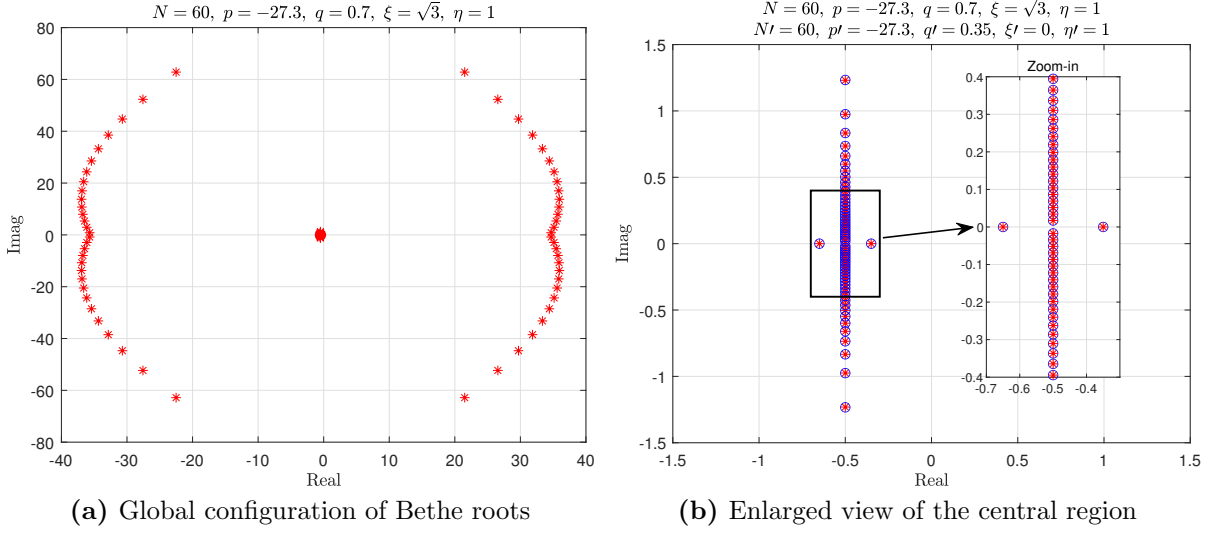 N = 60, p = −27.3, q = 0.7, ξ = √3, η = 1
80
60
40
20
0
-20
-40
-60
-80
-40 -30 -20 -10 0 10 20 30 40
Imag
Real
(a) Global configuration of Bethe roots
N = 60, p = −27.3, q = 0.7, ξ = √3, η = 1
N′ = 60, p′ = −27.3, q′ = 0.35, ξ′ = 0, η′ = 1
1.5
1
0.5
0
-0.5
-1
-1.5
-1.5 -1 -0.5 0 0.5 1 1.5
Imag
Real
Zoom-in
0.4
0.3
0.2
0.1
0
-0.1
-0.2
-0.3
-0.4
-0.7 -0.6 -0.5 -0.4
(b) Enlarged view of the central region